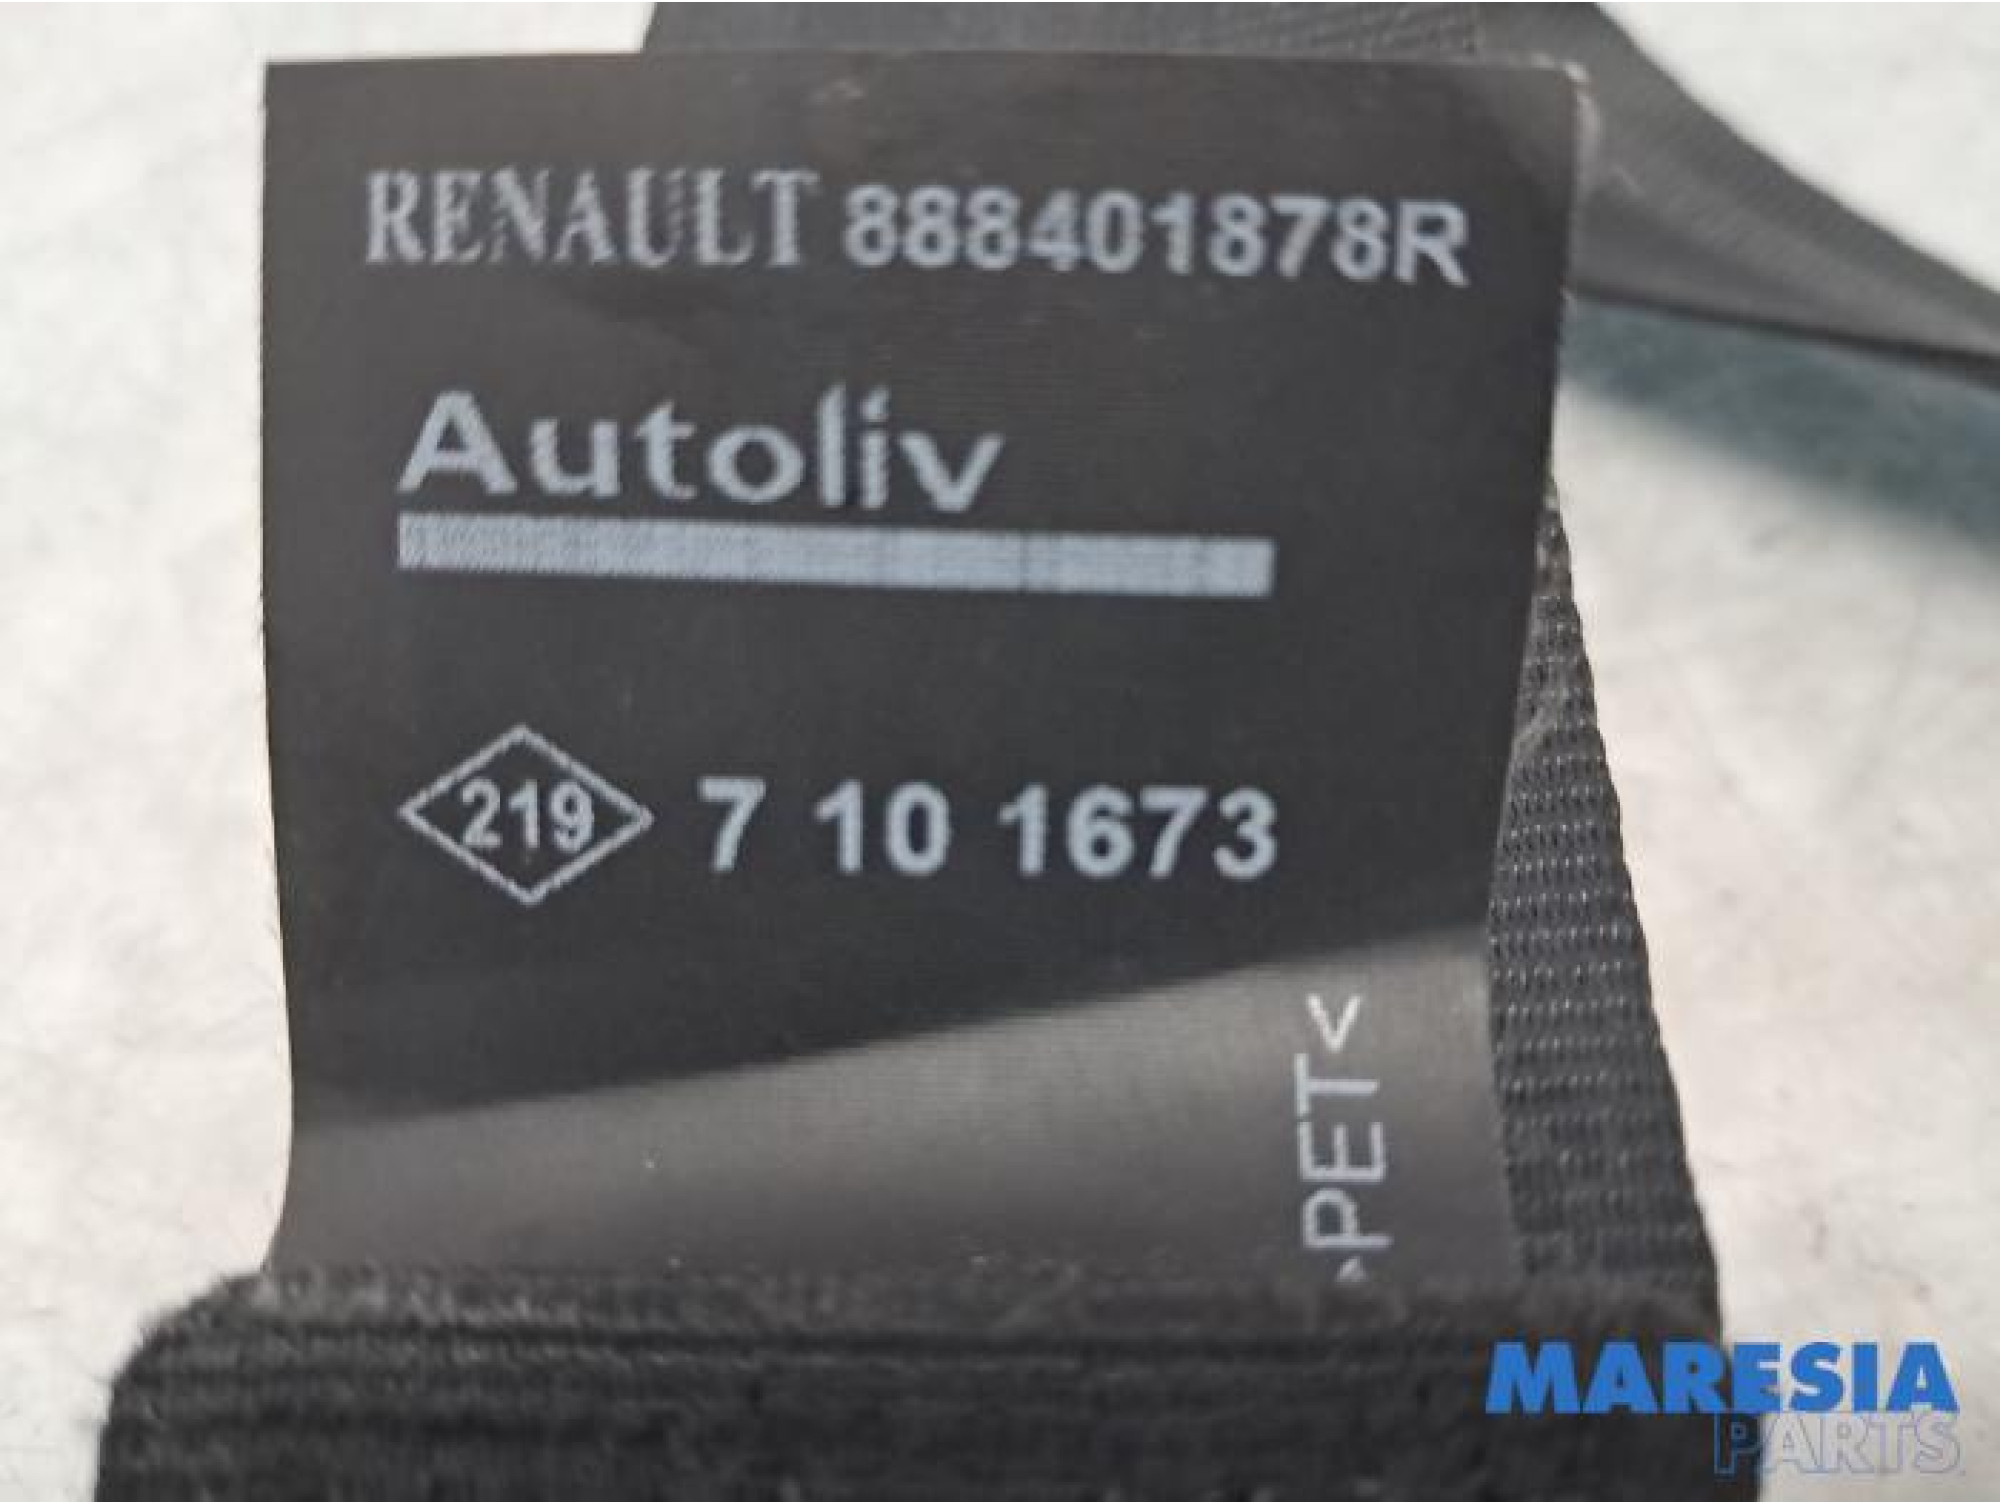 RENAULT 888401878R
Autoliv
219 7 10 1673
>PET<
MARESIA
PARTS